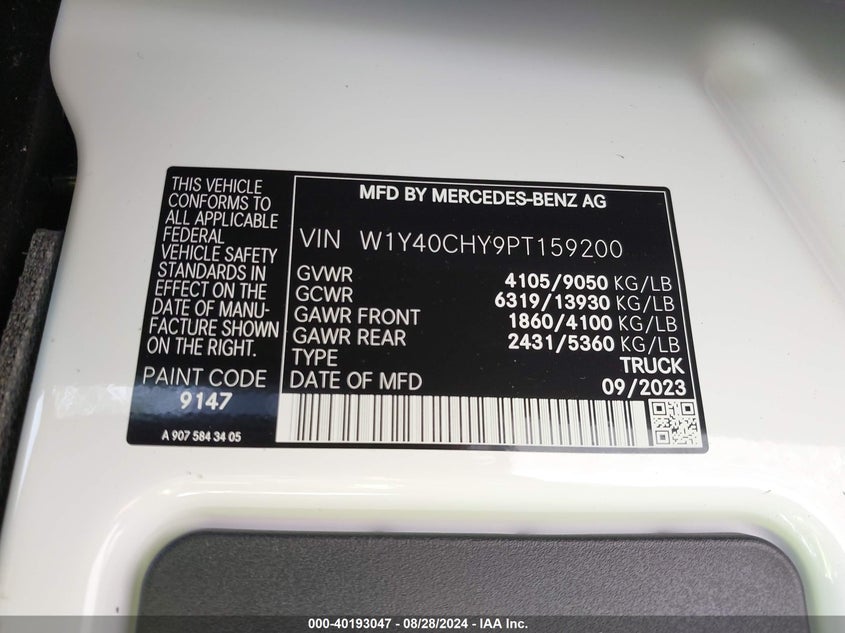 THIS VEHICLE
CONFORMS TO
ALL APPLICABLE
FEDERAL
VEHICLE SAFETY
STANDARDS IN
EFFECT ON THE
DATE OF MANU-
FACTURE SHOWN
ON THE RIGHT.
PAINT CODE
9147
A 907 584 34 05
MFD BY MERCEDES-BENZ AG
VIN W1Y40CHY9PT159200
GVWR 4105/9050 KG/LB
GCWR 6319/13930 KG/LB
GAWR FRONT 1860/4100 KG/LB
GAWR REAR 2431/5360 KG/LB
TYPE TRUCK
DATE OF MFD 09/2023
000-40193047 - 08/28/2024 - IAA Inc.